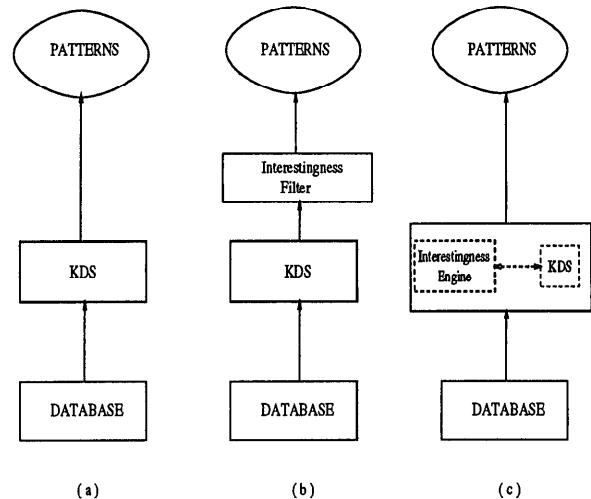 PATTERNS
KDS
DATABASE
(a)
PATTERNS
Interestingness
Filter
KDS
DATABASE
(b)
PATTERNS
Interestingness
Engine
KDS
DATABASE
(c)